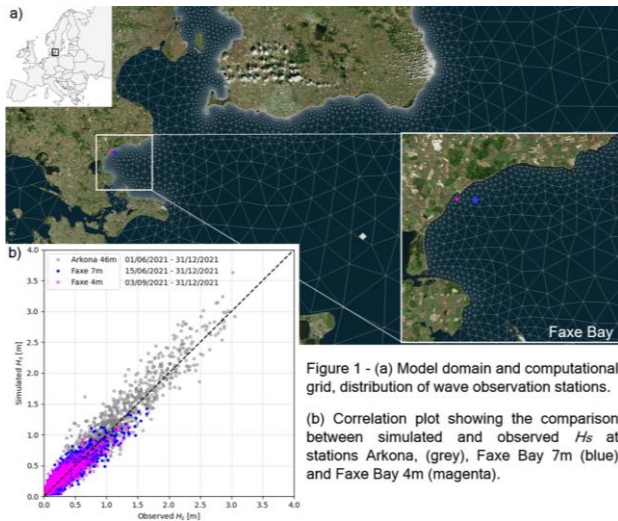 a)
Faxe Bay
b)
Arkona 46m 01/06/2021 - 31/12/2021
Faxe 7m 15/06/2021 - 31/12/2021
Faxe 4m 03/09/2021 - 31/12/2021
4.0
3.5
3.0
2.5
2.0
1.5
1.0
0.5
0.0
Simulated Hs [m]
0.0 0.5 1.0 1.5 2.0 2.5 3.0 3.5 4.0
Observed Hs [m]
Figure 1 - (a) Model domain and computational
grid, distribution of wave observation stations.
(b) Correlation plot showing the comparison
between simulated and observed Hs at
stations Arkona, (grey), Faxe Bay 7m (blue)
and Faxe Bay 4m (magenta).